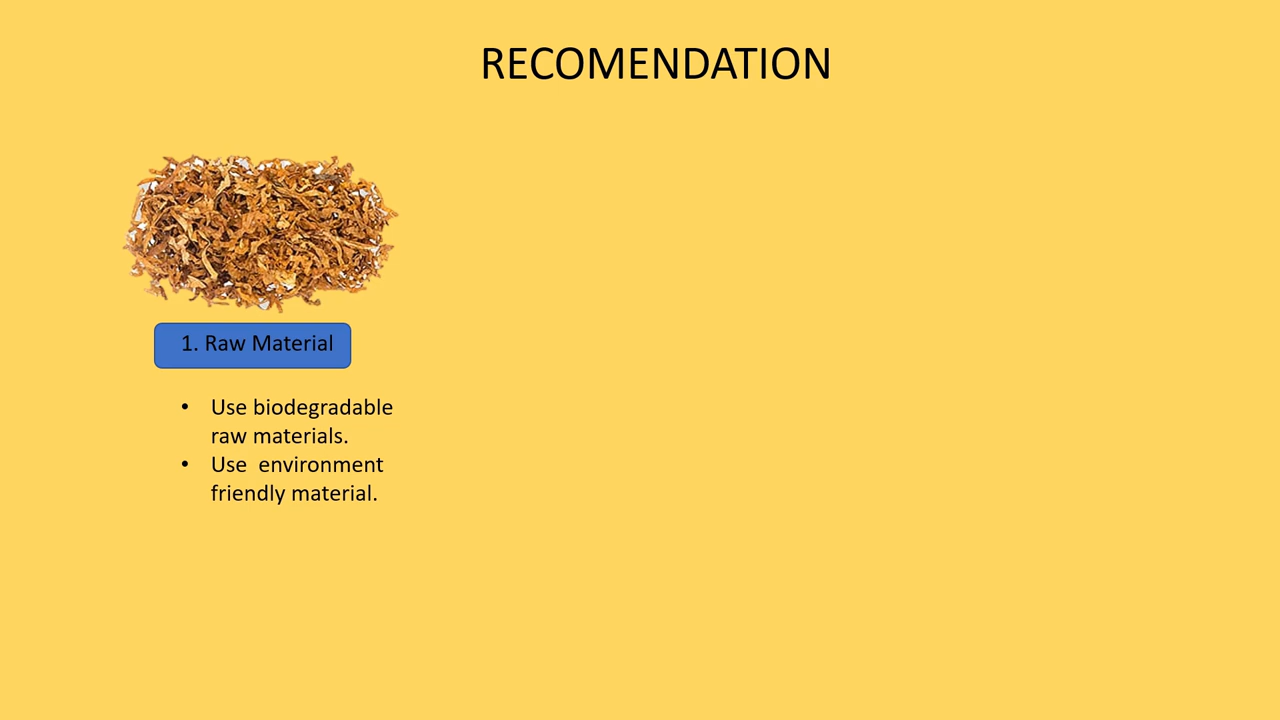 RECOMENDATION
1. Raw Material
• Use biodegradable
raw materials.
• Use  environment
friendly material.